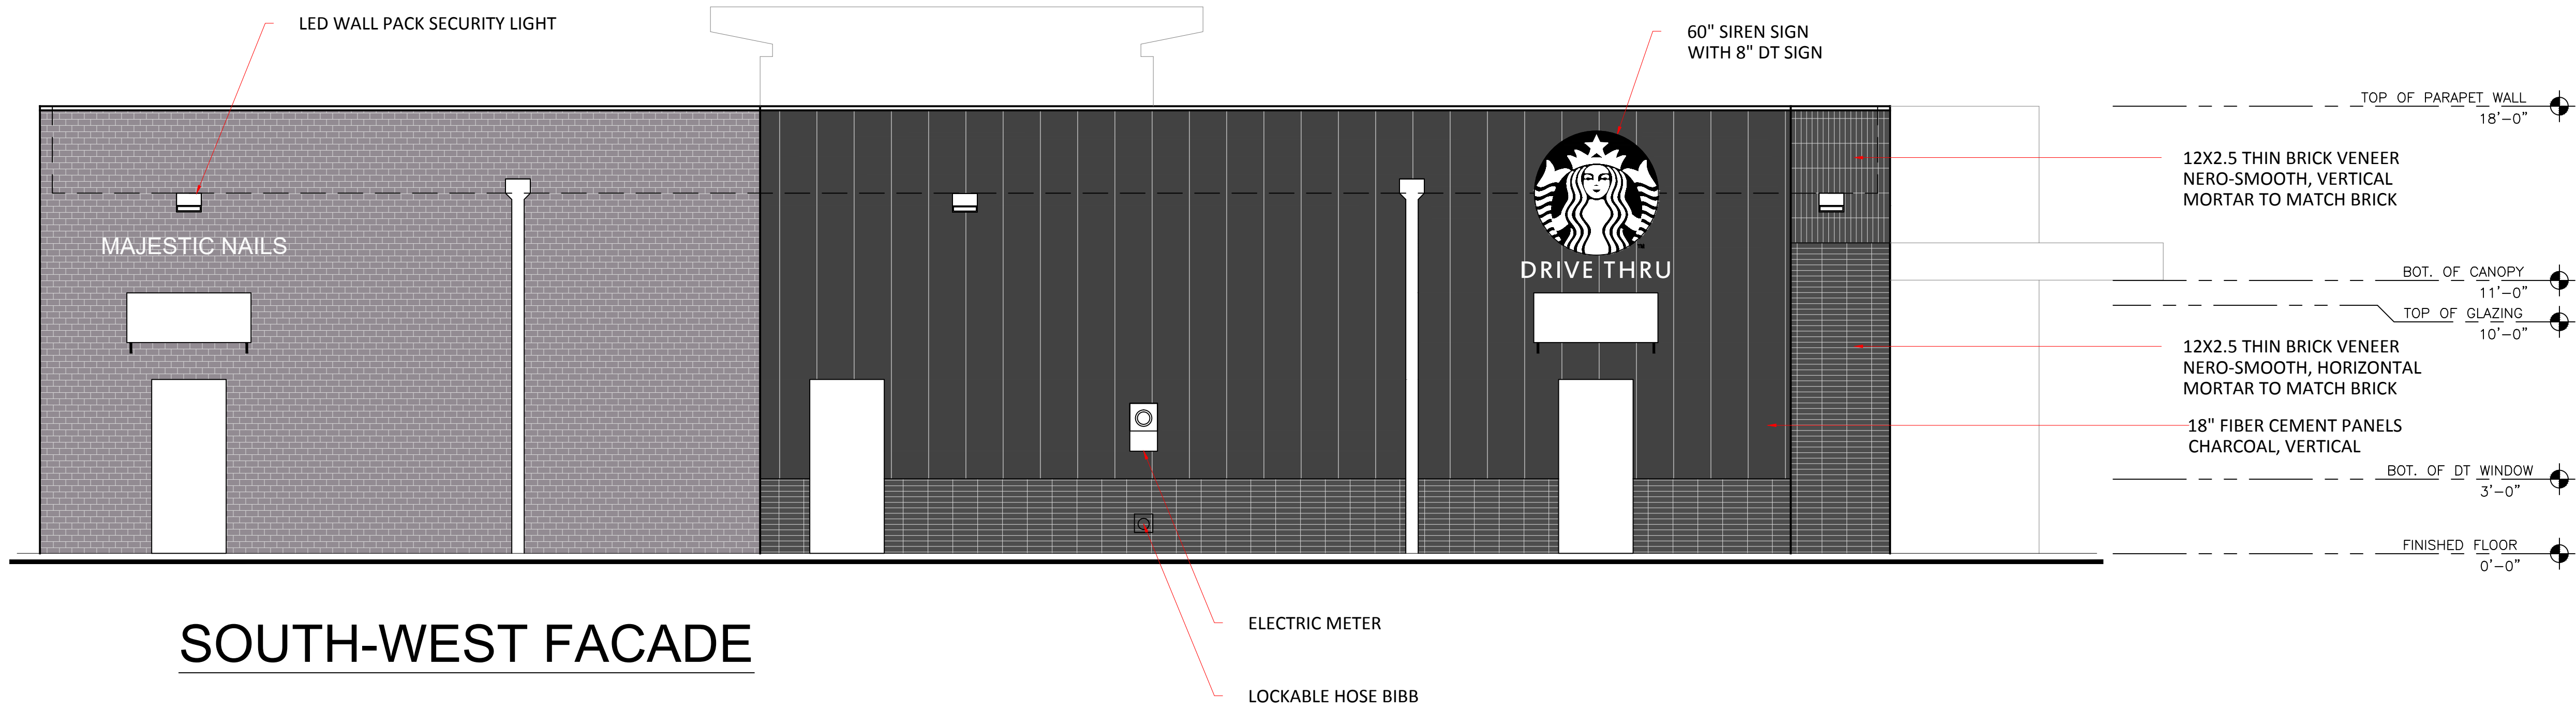 LED WALL PACK SECURITY LIGHT
60" SIREN SIGN
WITH 8" DT SIGN
TOP OF PARAPET WALL
18'-0"
12X2.5 THIN BRICK VENEER
NERO-SMOOTH, VERTICAL
MORTAR TO MATCH BRICK
MAJESTIC NAILS
TM
DRIVE THRU
BOT. OF CANOPY
11'-0"
TOP OF GLAZING
10'-0"
12X2.5 THIN BRICK VENEER
NERO-SMOOTH, HORIZONTAL
MORTAR TO MATCH BRICK
18" FIBER CEMENT PANELS
CHARCOAL, VERTICAL
BOT. OF DT WINDOW
3'-0"
FINISHED FLOOR
0'-0"
ELECTRIC METER
SOUTH-WEST FACADE
LOCKABLE HOSE BIBB